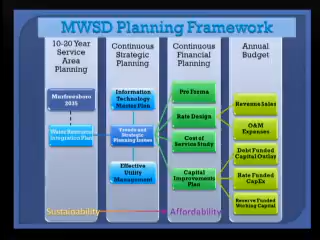 MWSD Planning Framework
10-20 Year
Service
Area
Planning
Continuous
Strategic
Planning
Continuous
Financial
Planning
Annual
Budget
Murfreesboro
2035
Water Resources
Integration Plan
Information
Technology
Master Plan
Trends and
Strategic
Planning Issues
Effective
Utility
Management
Pro Forma
Rate Design
Cost of
Service Study
Capital
Improvements
Plan
Revenue Sales
O&M
Expenses
Debt Funded
Capital Outlay
Rate Funded
CapEx
Reserve Funded
Working Capital
Sustainability
Affordability